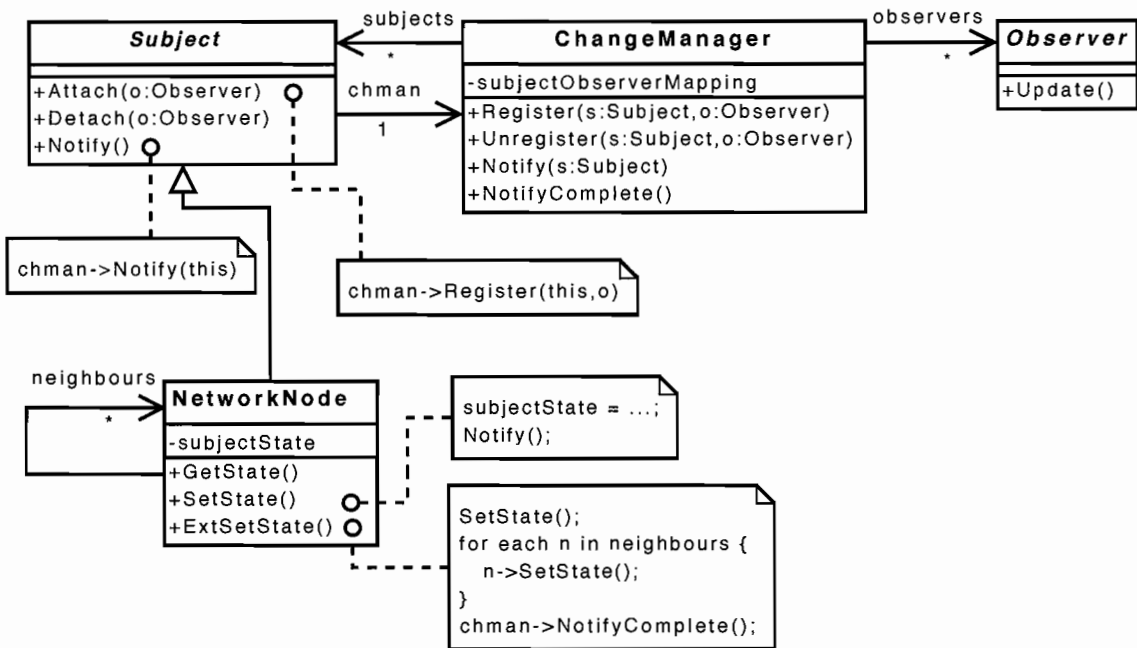 Subject
+Attach(o:Observer)
+Detach(o:Observer)
+Notify()
subjects
*
chman
1
ChangeManager
-subjectObserverMapping
+Register(s:Subject,o:Observer)
+Unregister(s:Subject,o:Observer)
+Notify(s:Subject)
+NotifyComplete()
observers
*
Observer
+Update()
chman->Notify(this)
chman->Register(this,o)
neighbours
*
NetworkNode
-subjectState
+GetState()
+SetState()
+ExtSetState()
subjectState = ...;
Notify();
SetState();
for each n in neighbours {
n->SetState();
}
chman->NotifyComplete();